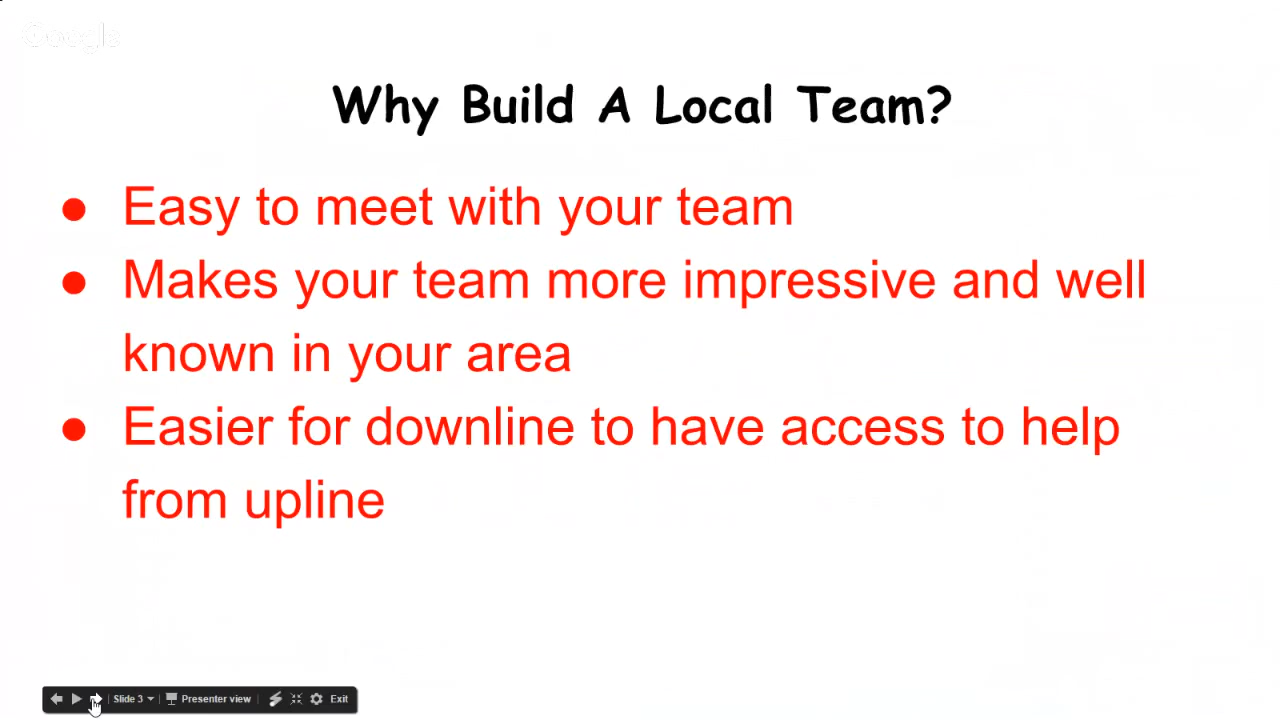 Google
Why Build A Local Team?
● Easy to meet with your team
● Makes your team more impressive and well
known in your area
● Easier for downline to have access to help
from upline
Slide 3 Presenter view Exit